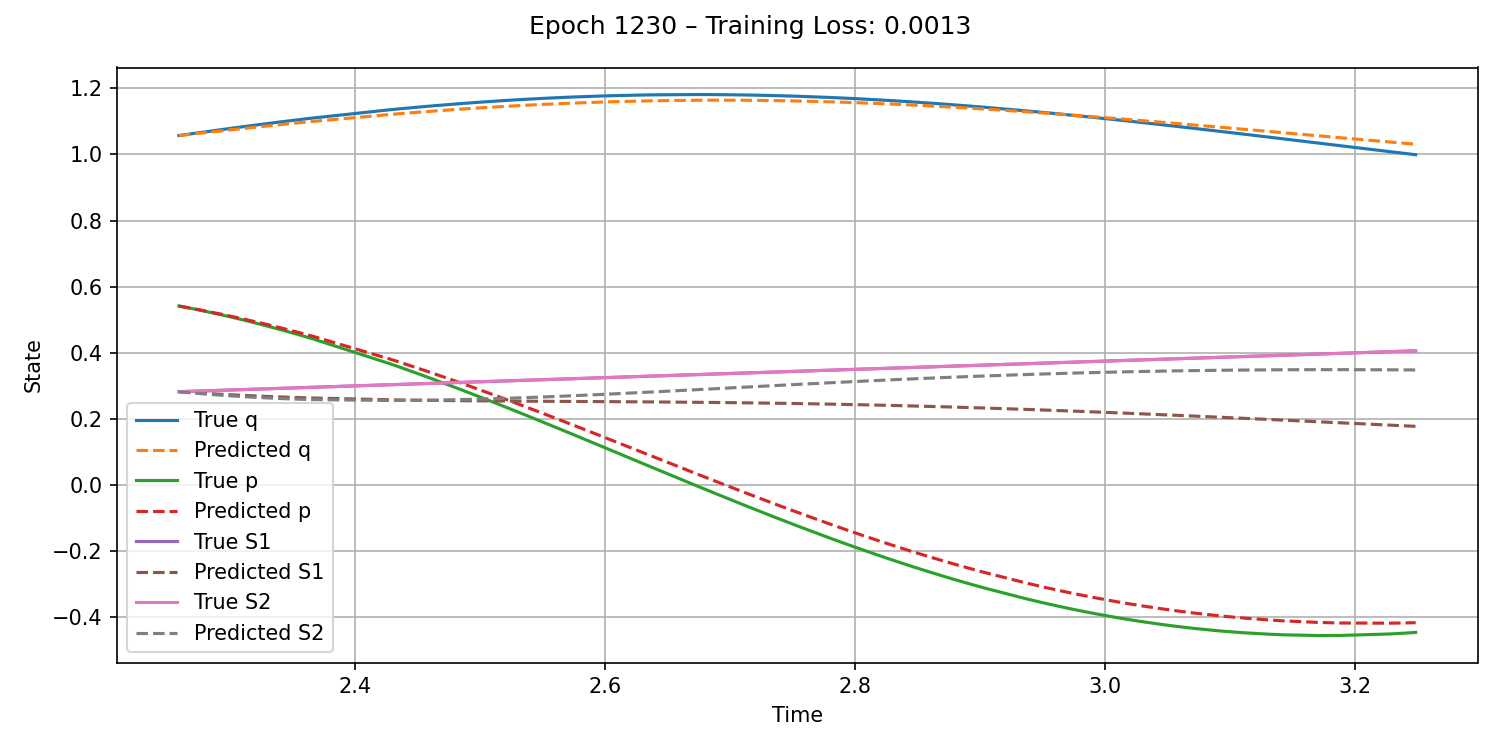 Epoch 1230 – Training Loss: 0.0013
1.2
1.0
0.8
0.6
0.4
0.2
0.0
−0.2
−0.4
State
True q
Predicted q
True p
Predicted p
True S1
Predicted S1
True S2
Predicted S2
2.4 2.6 2.8 3.0 3.2
Time